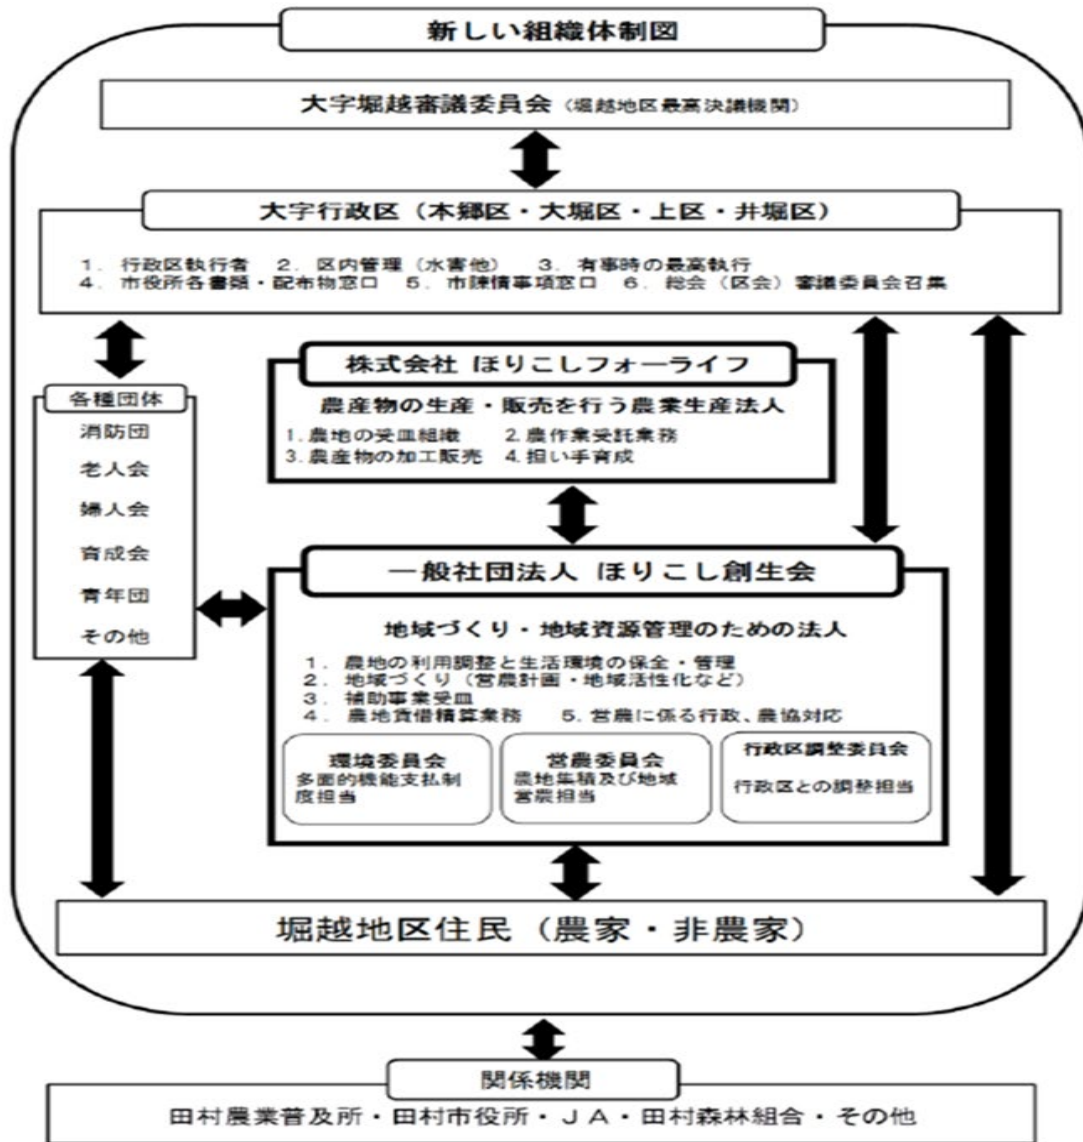 新しい組織体制図
大字堀越審議委員会（堀越地区最高決議機関）
大字行政区（本郷区・大堀区・上区・井堀区）
1. 行政区執行者 2. 区内管理（水害他） 3. 有事時の最高執行
4. 市役所各書類・配布物窓口 5. 市陳情事項窓口 6. 総会（区会）審議委員会召集
各種団体
消防団
老人会
婦人会
育成会
青年団
その他
株式会社 ほりこしフォーライフ
農産物の生産・販売を行う農業生産法人
1. 農地の受皿組織 2. 農作業受託業務
3. 農産物の加工販売 4. 担い手育成
一般社団法人 ほりこし創生会
地域づくり・地域資源管理のための法人
1. 農地の利用調整と生活環境の保全・管理
2. 地域づくり（営農計画・地域活性化など）
3. 補助事業受皿
4. 農地賃借精算業務 5. 営農に係る行政、農協対応
環境委員会
多面的機能支払制
度担当
営農委員会
農地集積及び地域
営農担当
行政区調整委員会
行政区との調整担当
堀越地区住民（農家・非農家）
関係機関
田村農業普及所・田村市役所・ＪＡ・田村森林組合・その他